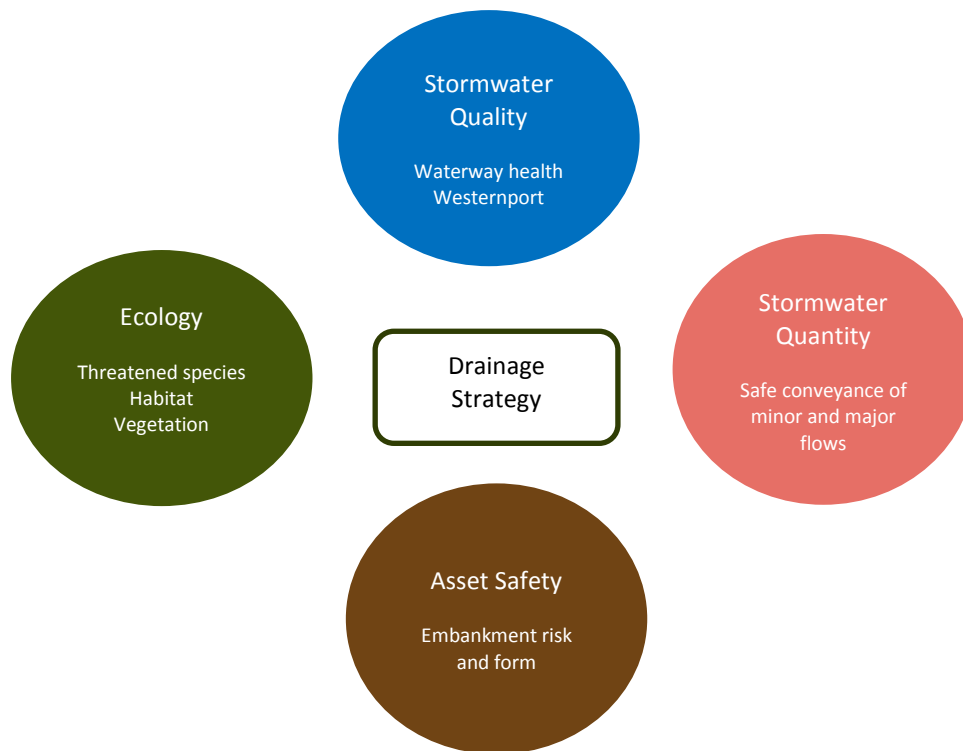 Stormwater
Quality
Waterway health
Westernport
Ecology
Threatened species
Habitat
Vegetation
Drainage
Strategy
Stormwater
Quantity
Safe conveyance of
minor and major
flows
Asset Safety
Embankment risk
and form